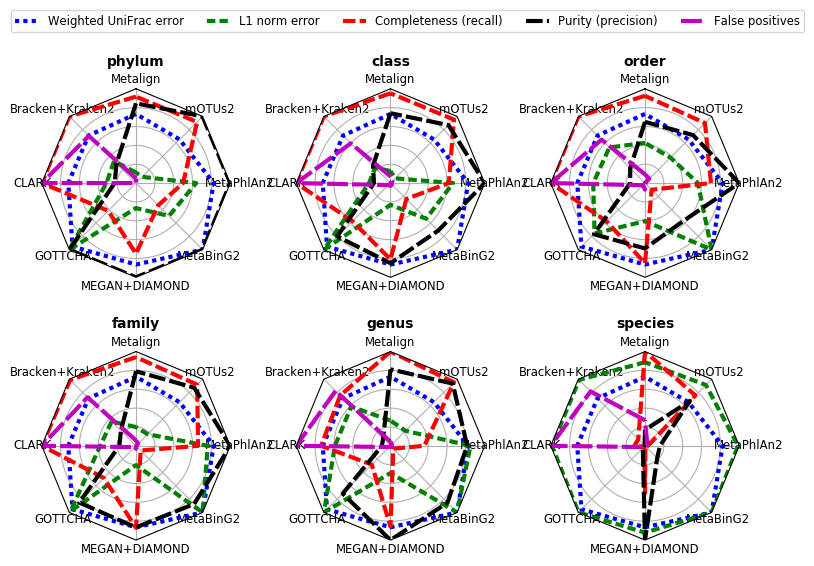 Weighted UniFrac error L1 norm error Completeness (recall) Purity (precision) False positives
phylum class order
Metalign Metalign Metalign
Bracken+Kraken2 mOTUs2 Bracken+Kraken2 mOTUs2 Bracken+Kraken2 mOTUs2
CLARK MetaPhlAn2 CLARK MetaPhlAn2 CLARK MetaPhlAn2
GOTTCHA MetaBinG2 GOTTCHA MetaBinG2 GOTTCHA MetaBinG2
MEGAN+DIAMOND MEGAN+DIAMOND MEGAN+DIAMOND
family genus species
Metalign Metalign Metalign
Bracken+Kraken2 mOTUs2 Bracken+Kraken2 mOTUs2 Bracken+Kraken2 mOTUs2
CLARK MetaPhlAn2 CLARK MetaPhlAn2 CLARK MetaPhlAn2
GOTTCHA MetaBinG2 GOTTCHA MetaBinG2 GOTTCHA MetaBinG2
MEGAN+DIAMOND MEGAN+DIAMOND MEGAN+DIAMOND